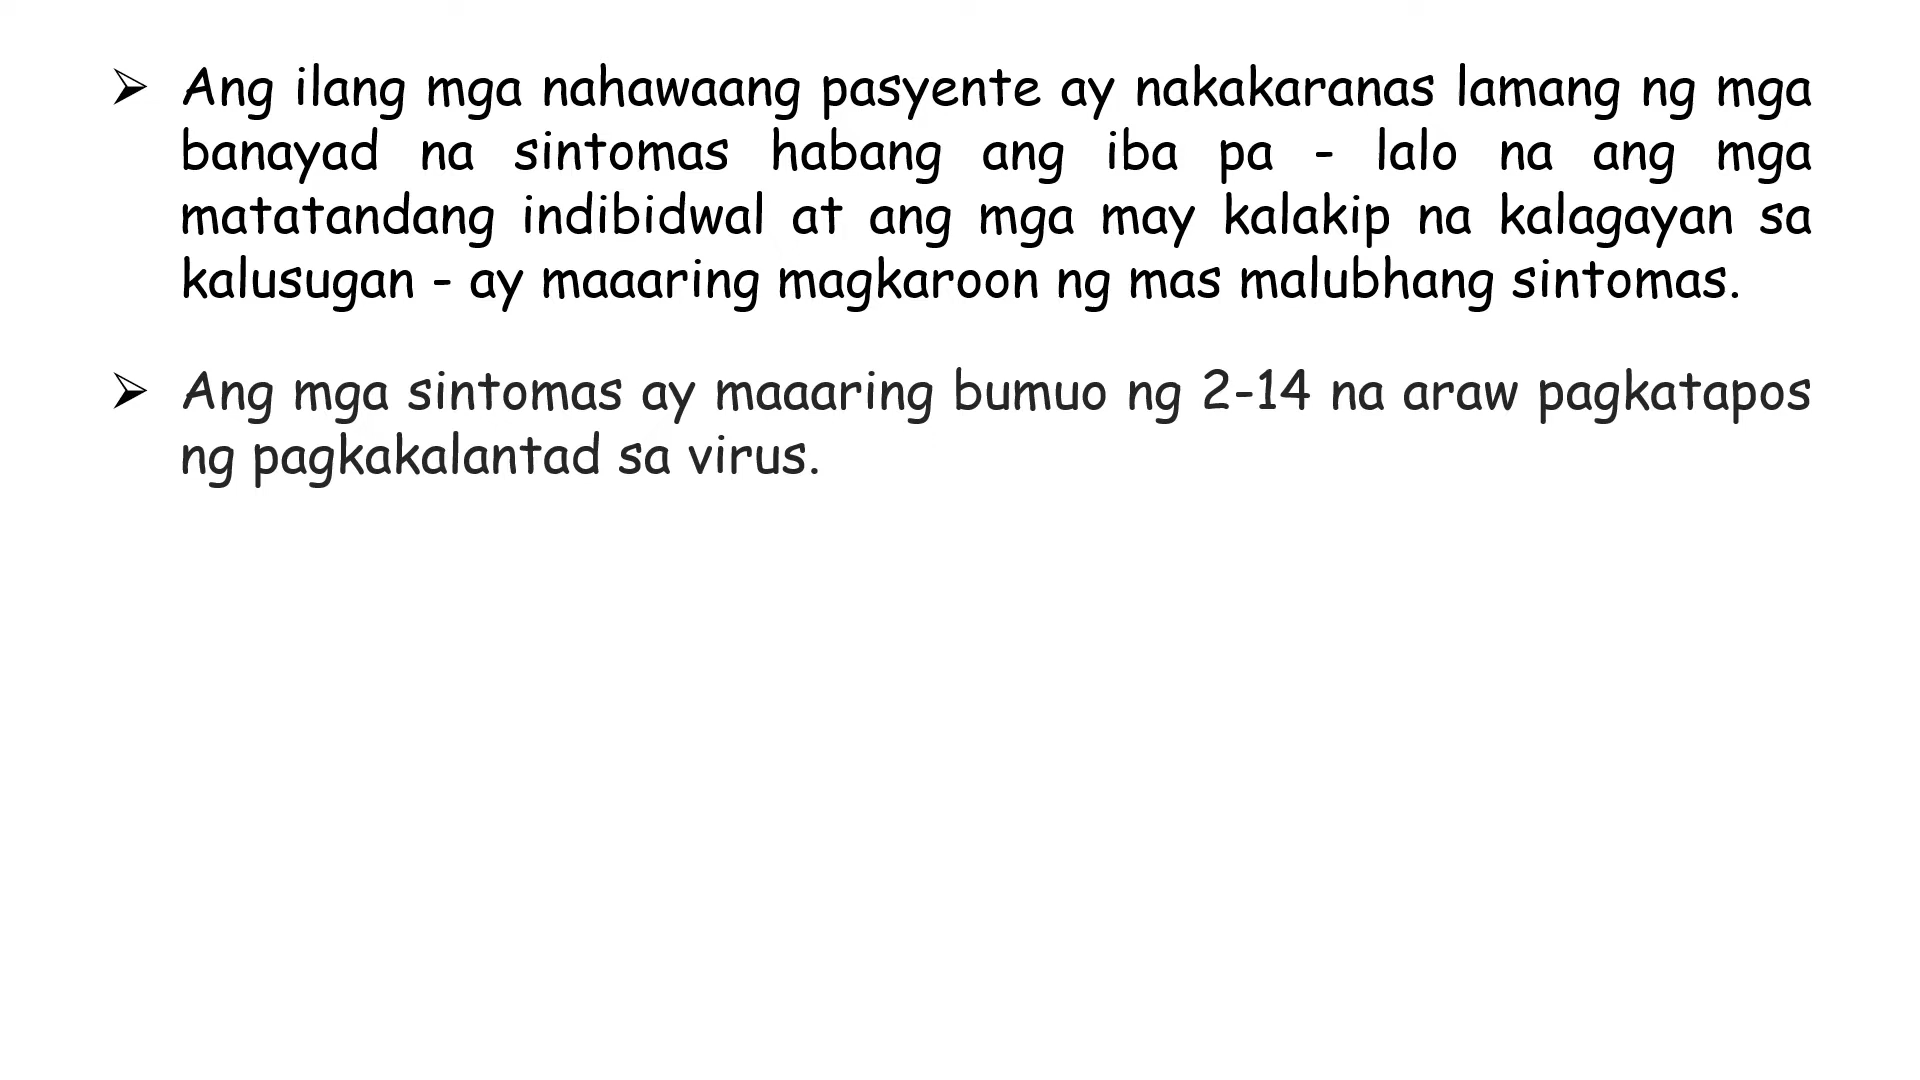 ➢ Ang ilang mga nahawaang pasyente ay nakakaranas lamang ng mga
banayad na sintomas habang ang iba pa - lalo na ang mga
matatandang indibidwal at ang mga may kalakip na kalagayan sa
kalusugan - ay maaaring magkaroon ng mas malubhang sintomas.
➢ Ang mga sintomas ay maaaring bumuo ng 2-14 na araw pagkatapos
ng pagkakalantad sa virus.